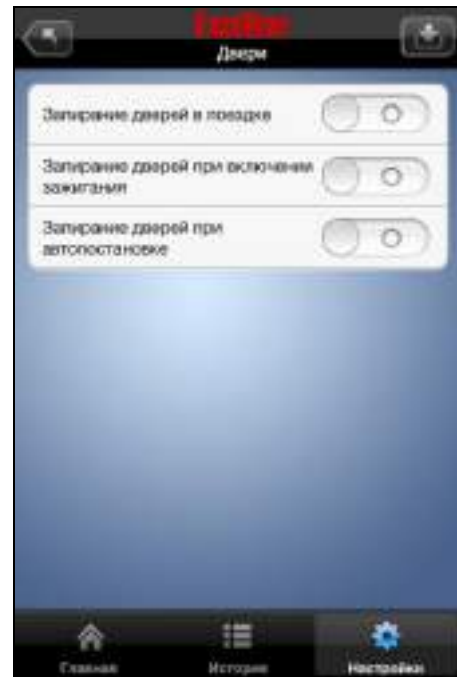 Двери
Запирание дверей в поездке
Запирание дверей при включении
зажигания
Запирание дверей при
автопостановке
Главная
История
Настройки